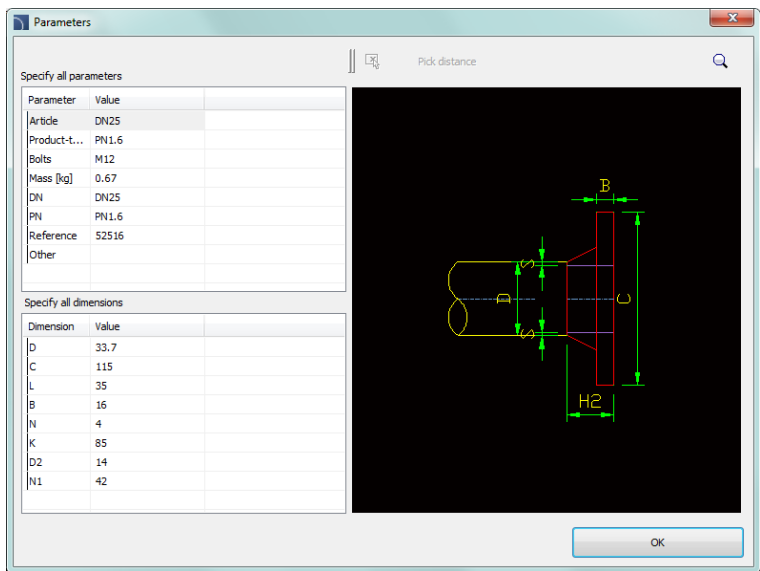 Parameters
Pick distance
Specify all parameters
Parameter Value
Article DN25
Product-t... PN1.6
Bolts M12
Mass [kg] 0.67
DN DN25
PN PN1.6
Reference 52516
Other
B
S
D
C
S
H2
Specify all dimensions
Dimension Value
D 33.7
C 115
L 35
B 16
N 4
K 85
D2 14
N1 42
OK